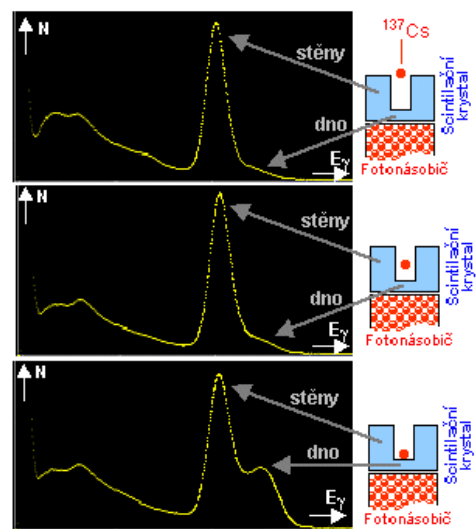 N
stěny
dno
Eγ
137Cs
Scintilační
krystal
Fotonásobič
N
stěny
dno
Eγ
Scintilační
krystal
Fotonásobič
N
stěny
dno
Eγ
Scintilační
krystal
Fotonásobič